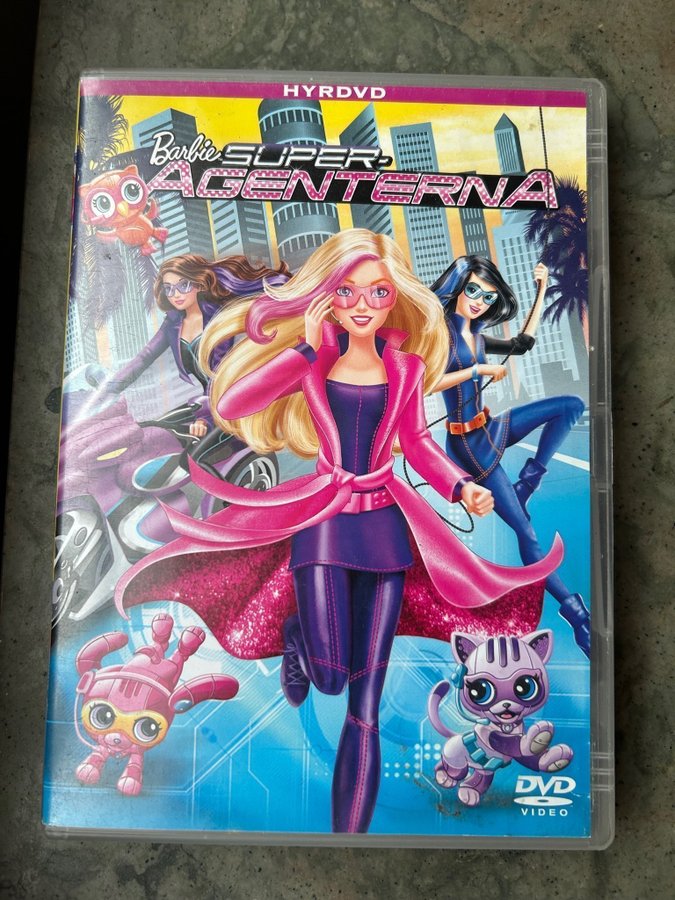 HYRDVD
Barbie SUPER-
AGENTERNA
DVD
VIDEO